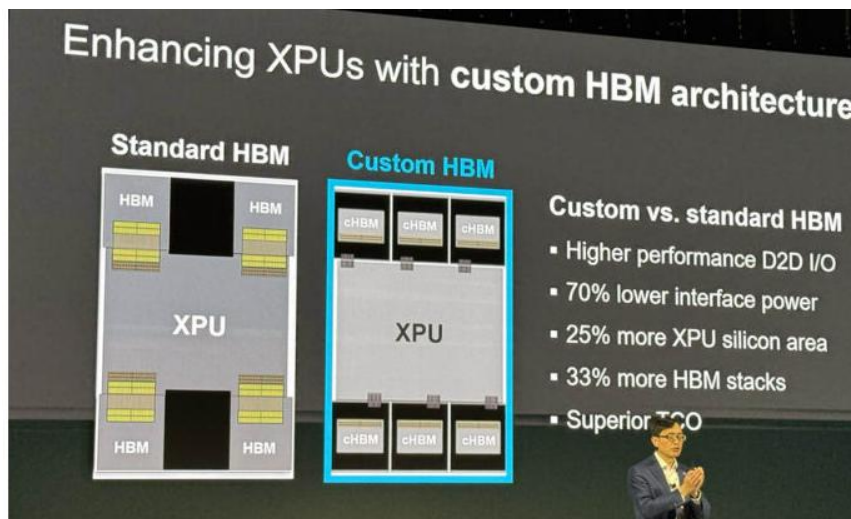 Enhancing XPUs with custom HBM architecture
Standard HBM
Custom HBM
HBM
HBM
XPU
HBM
HBM
cHBM
cHBM
cHBM
XPU
cHBM
cHBM
cHBM
Custom vs. standard HBM
▪ Higher performance D2D I/O
▪ 70% lower interface power
▪ 25% more XPU silicon area
▪ 33% more HBM stacks
▪ Superior TCO